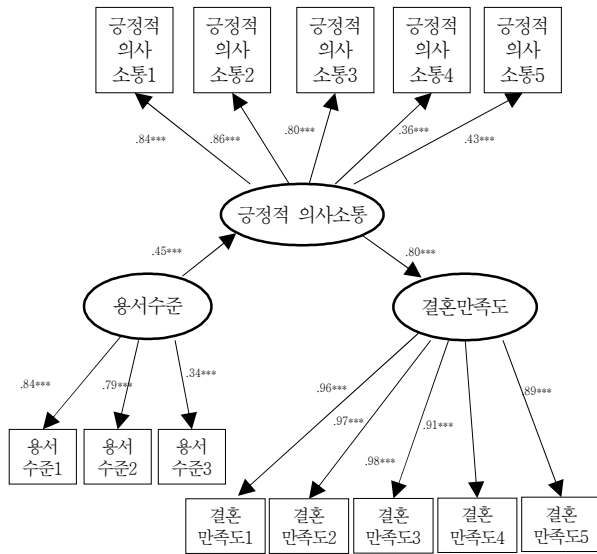 긍정적
의사
소통1
긍정적
의사
소통2
긍정적
의사
소통3
긍정적
의사
소통4
긍정적
의사
소통5
.84***
.86***
.80***
.36***
.43***
긍정적 의사소통
.45***
.80***
용서수준
결혼만족도
.84***
.79***
.34***
.96***
.97***
.98***
.91***
.89***
용서
수준1
용서
수준2
용서
수준3
결혼
만족도1
결혼
만족도2
결혼
만족도3
결혼
만족도4
결혼
만족도5